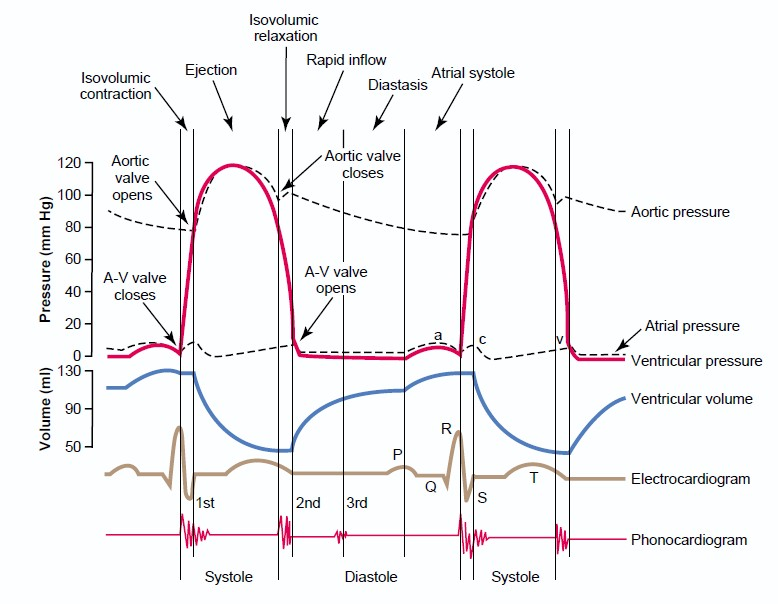 Isovolumic
relaxation
Rapid inflow
Ejection
Isovolumic
contraction
Diastasis
Atrial systole
Aortic
valve
opens
Aortic valve
closes
A-V valve
closes
A-V valve
opens
Pressure (mm Hg)
120
100
80
60
40
20
0
Volume (ml)
130
90
50
a
c
v
Aortic pressure
Atrial pressure
Ventricular pressure
Ventricular volume
R
P
Q
S
T
Electrocardiogram
1st
2nd
3rd
Phonocardiogram
Systole
Diastole
Systole